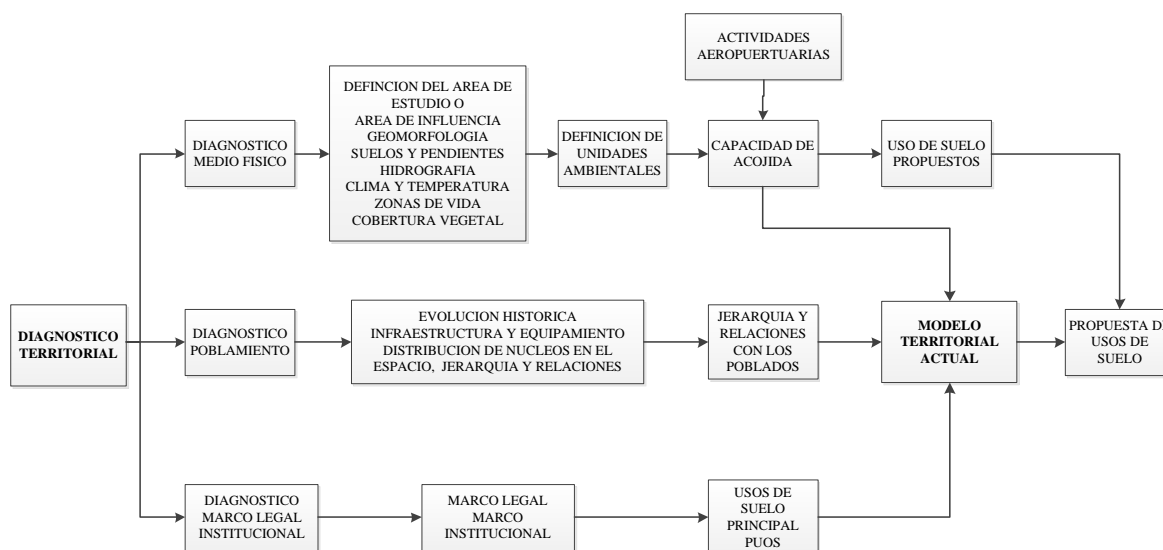 ACTIVIDADES
AEROPUERTUARIAS
DEFINCION DEL AREA DE
ESTUDIO O
AREA DE INFLUENCIA
GEOMORFOLOGIA
SUELOS Y PENDIENTES
HIDROGRAFIA
CLIMA Y TEMPERATURA
ZONAS DE VIDA
COBERTURA VEGETAL
DIAGNOSTICO
MEDIO FISICO
DEFINICION DE
UNIDADES
AMBIENTALES
CAPACIDAD DE
ACOJIDA
USO DE SUELO
PROPUESTOS
DIAGNOSTICO
TERRITORIAL
DIAGNOSTICO
POBLAMIENTO
EVOLUCION HISTORICA
INFRAESTRUCTURA Y EQUIPAMIENTO
DISTRIBUCION DE NUCLEOS EN EL
ESPACIO, JERARQUIA Y RELACIONES
JERARQUIA Y
RELACIONES
CON LOS
POBLADOS
MODELO
TERRITORIAL
ACTUAL
PROPUESTA DE
USOS DE
SUELO
DIAGNOSTICO
MARCO LEGAL
INSTITUCIONAL
MARCO LEGAL
MARCO
INSTITUCIONAL
USOS DE
SUELO
PRINCIPAL
PUOS